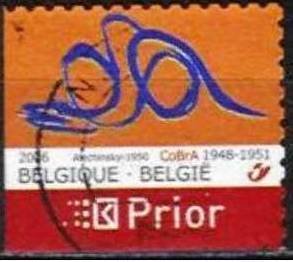 2006 Alechinsky-1950 CoBrA 1948-1951
BELGIQUE - BELGIË
Prior